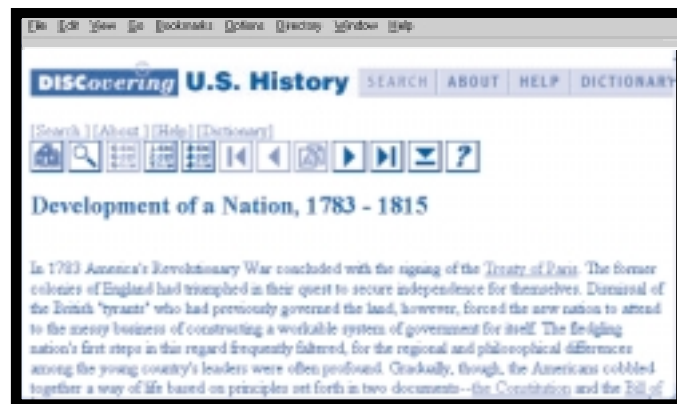 File Edit View Go Bookmarks Options Directory Window Help
DISCovering U.S. History SEARCH ABOUT HELP DICTIONARY
[Search ] [About ] [Help] [Dictionary]
?
Development of a Nation, 1783 - 1815
In 1783 America's Revolutionary War concluded with the signing of the Treaty of Paris. The former
colonies of England had triumphed in their quest to secure independence for themselves. Dismissal of
the British "tyrants" who had previously governed the land, however, forced the new nation to attend
to the messy business of constructing a workable system of government for itself. The fledgling
nation's first steps in this regard frequently faltered, for the regional and philosophical differences
among the young country's leaders were often profound. Gradually, though, the Americans cobbled
together a way of life based on principles set forth in two documents--the Constitution and the Bill of